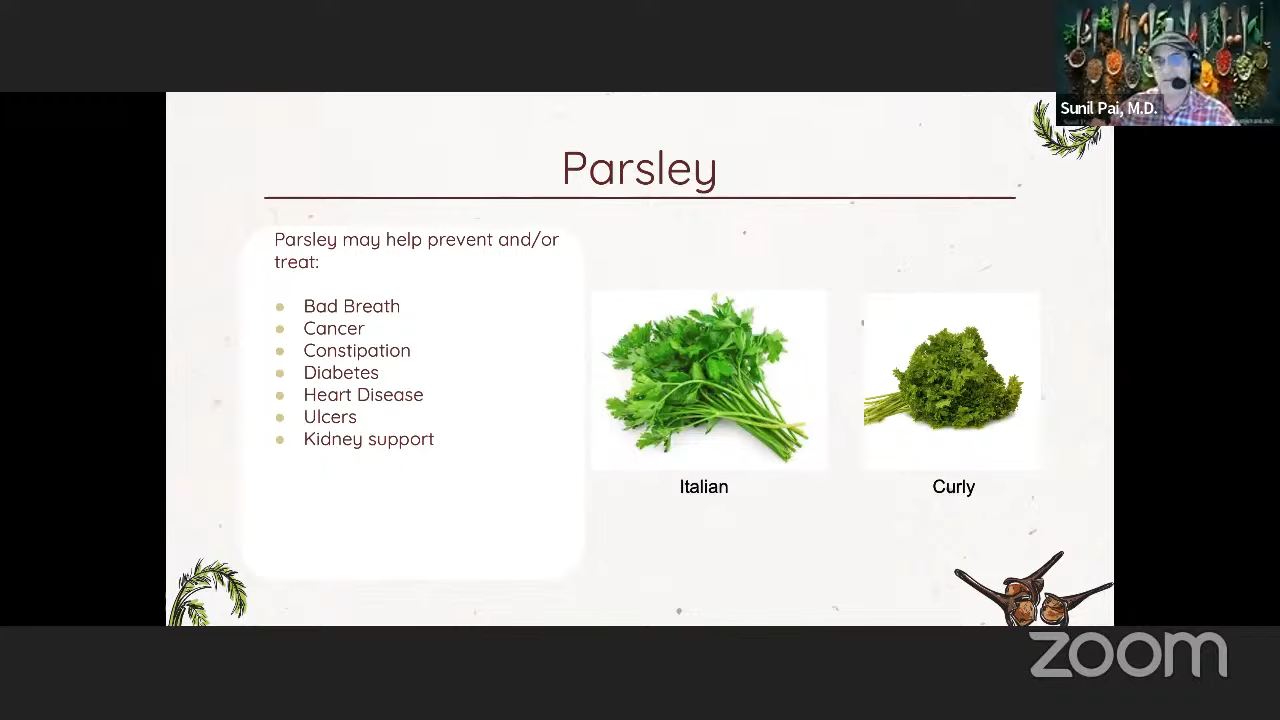 Sunil Pai, M.D.
Parsley
Parsley may help prevent and/or
treat:
Bad Breath
Cancer
Constipation
Diabetes
Heart Disease
Ulcers
Kidney support
Italian
Curly
zoom